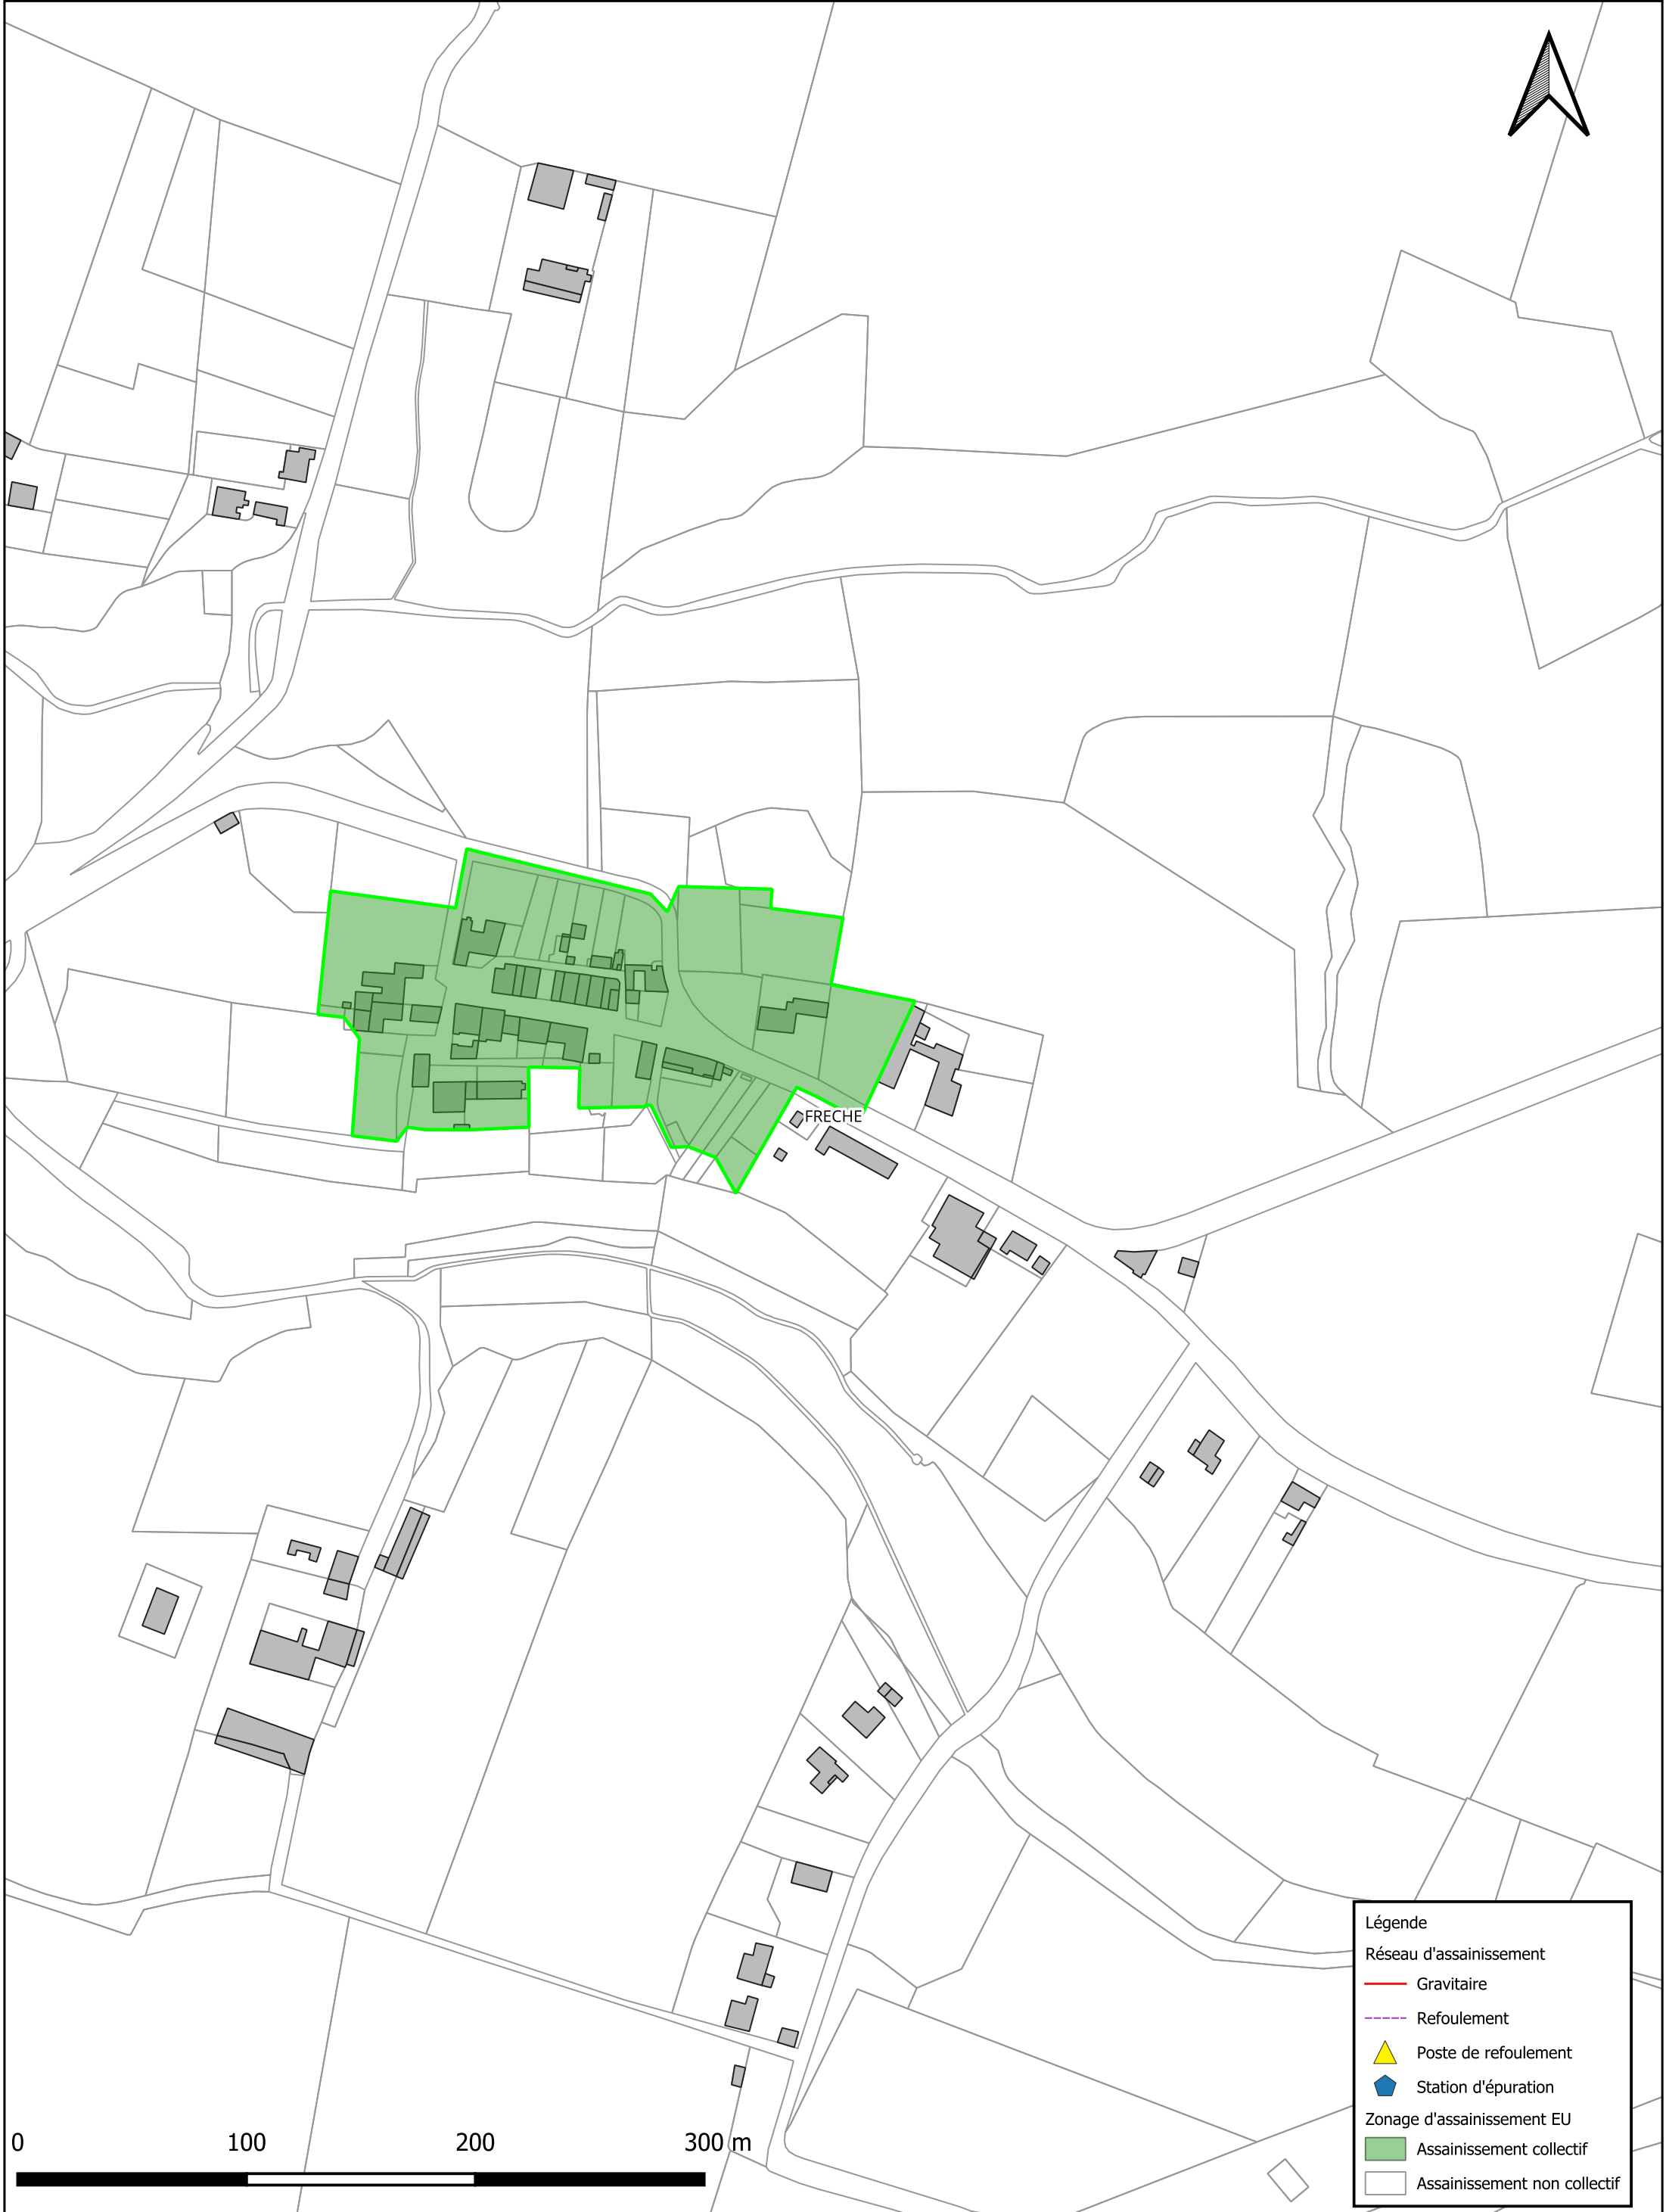 FRECHE
Légende
Réseau d'assainissement
Gravitaire
Refoulement
Poste de refoulement
Station d'épuration
Zonage d'assainissement EU
Assainissement collectif
Assainissement non collectif
0 100 200 300 m